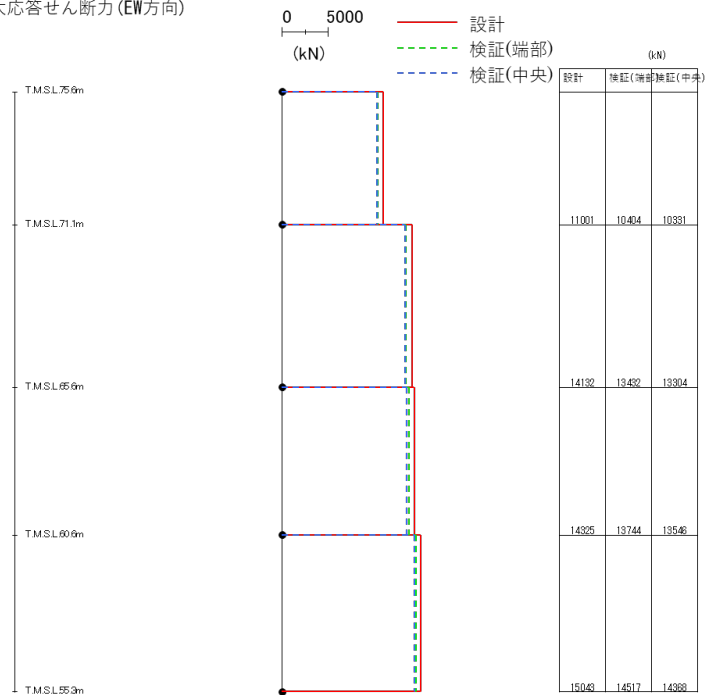 大応答せん断力(EW方向)
0 5000
(kN)
設計
検証(端部)
検証(中央)
(kN)
設計 検証(端部) 検証(中央)
T.M.S.L.75.6m
T.M.S.L.71.1m
11001 10404 10331
T.M.S.L.65.6m
14132 13432 13304
T.M.S.L.60.6m
14325 13744 13546
T.M.S.L.55.3m
15043 14517 14368